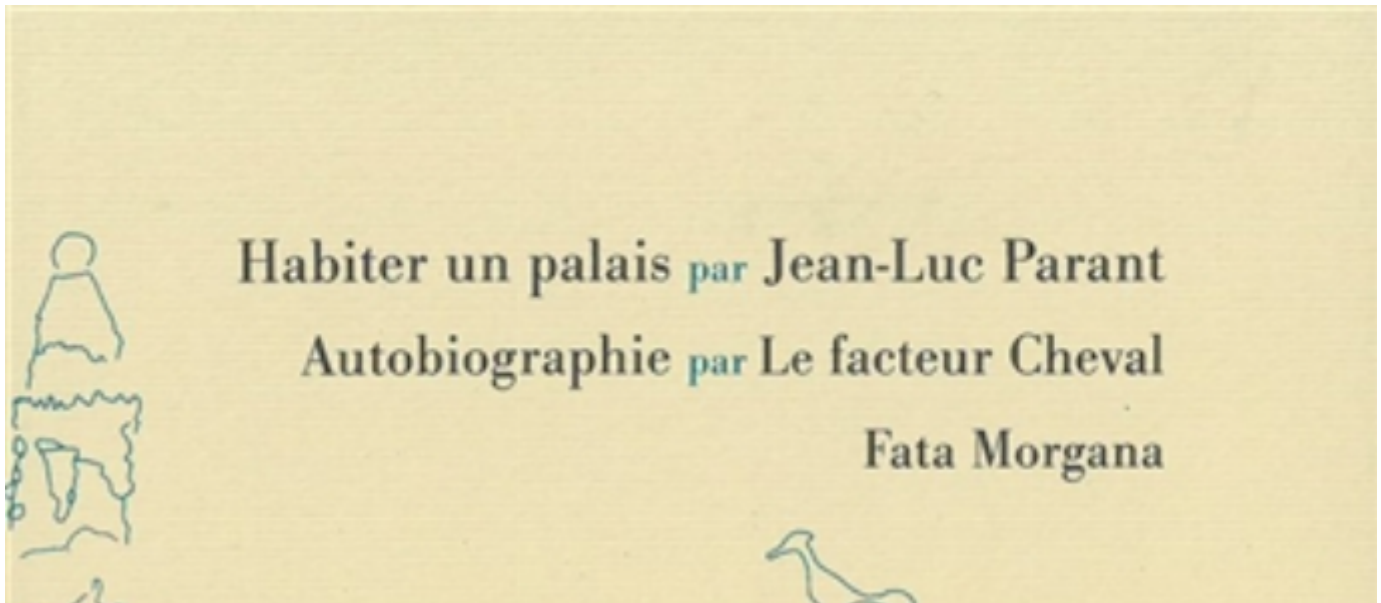 Habiter un palais par Jean-Luc Parant
Autobiographie par Le facteur Cheval
Fata Morgana